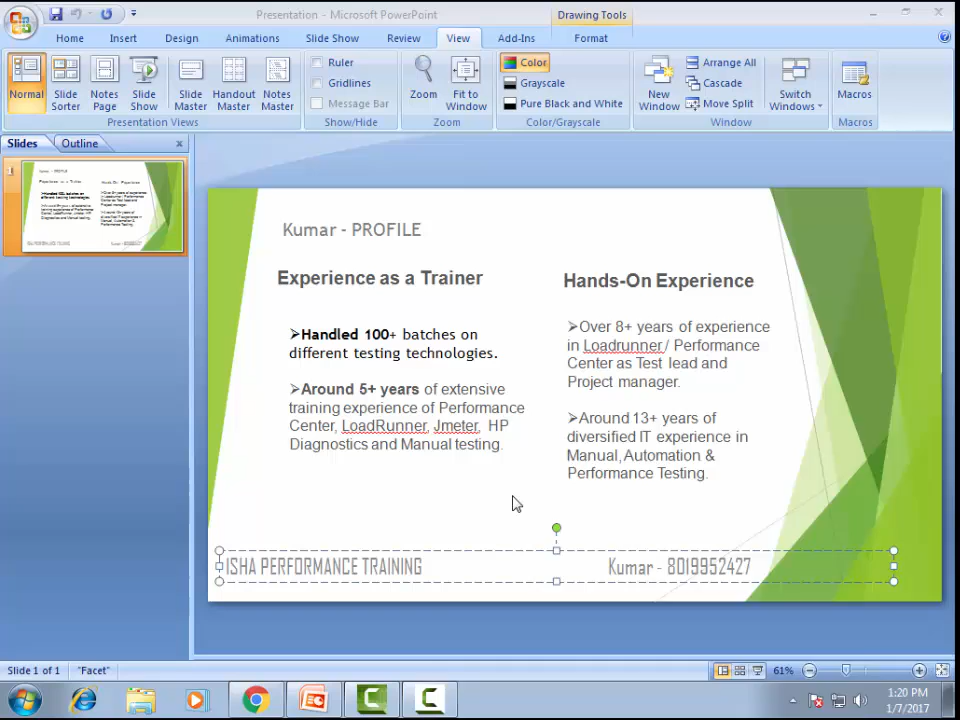 Presentation - Microsoft PowerPoint
Drawing Tools
Home Insert Design Animations Slide Show Review View Add-Ins Format
Normal
Slide Sorter
Notes Page
Slide Show
Slide Master
Handout Master
Notes Master
Presentation Views
Ruler
Gridlines
Message Bar
Show/Hide
Zoom
Fit to Window
Zoom
Color
Grayscale
Pure Black and White
Color/Grayscale
New Window
Arrange All
Cascade
Move Split
Switch Windows
Window
Macros
Macros
Slides Outline
1
Kumar - PROFILE
Experience as a Trainer
➢Handled 100+ batches on
different testing technologies.
➢Around 5+ years of extensive
training experience of Performance
Center, LoadRunner, Jmeter, HP
Diagnostics and Manual testing.
Hands-On Experience
➢Over 8+ years of experience
in Loadrunner/ Performance
Center as Test lead and
Project manager.
➢Around 13+ years of
diversified IT experience in
Manual, Automation &
Performance Testing.
ISHA PERFORMANCE TRAINING Kumar - 8019952427
Slide 1 of 1 "Facet" 61%
1:20 PM
1/7/2017